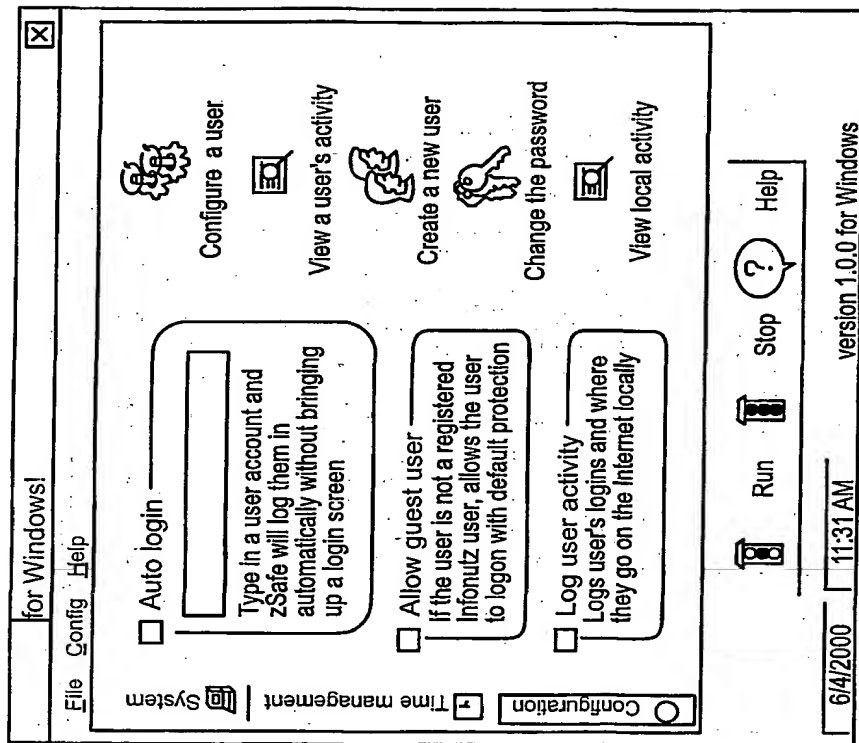 for Windows!
File Config Help
Configuration
Time management
System
Auto login
Type in a user account and
zSafe will log them in
automatically without bringing
up a login screen
Allow guest user
If the user is not a registered
Infonutz user, allows the user
to logon with default protection
Log user activity
Logs user's logins and where
they go on the Internet locally
Configure a user
View a user's activity
Create a new user
Change the password
View local activity
Run Stop ? Help
6/4/2000 11:31 AM version 1.0.0 for Windows